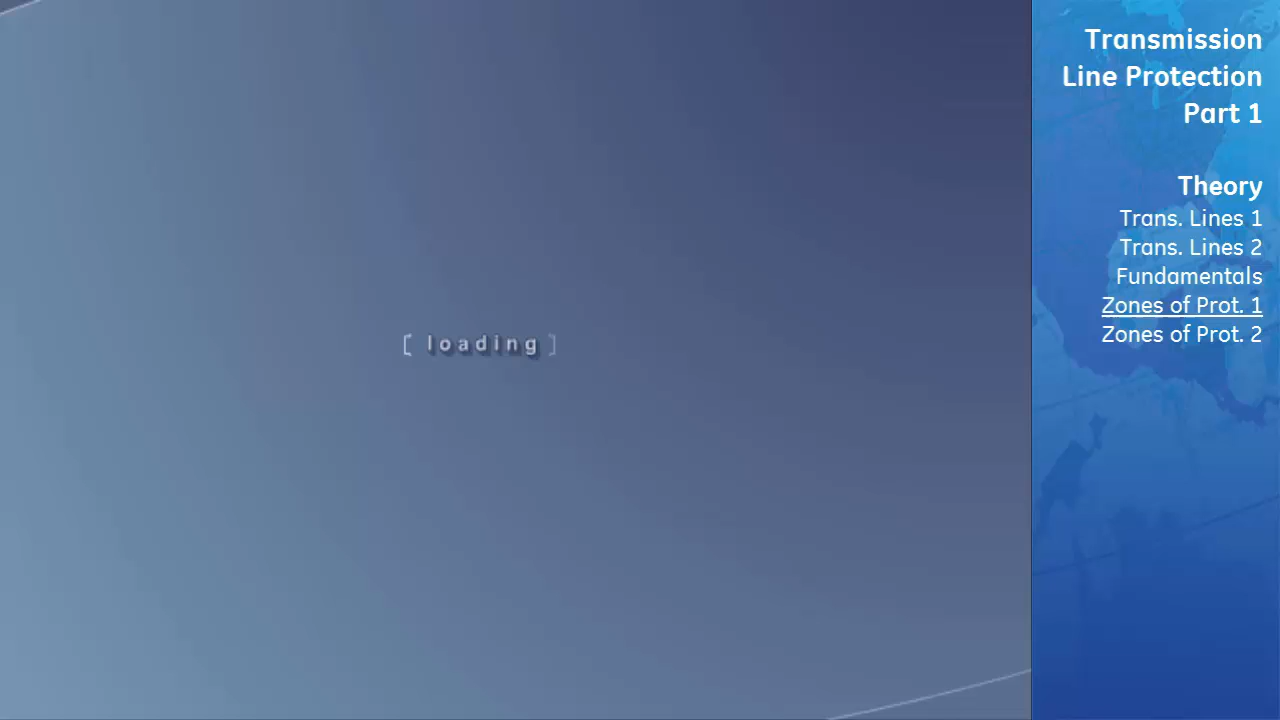 [ loading ]
Transmission
Line Protection
Part 1
Theory
Trans. Lines 1
Trans. Lines 2
Fundamentals
Zones of Prot. 1
Zones of Prot. 2